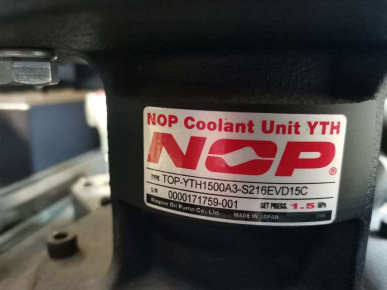 NOP Coolant Unit YTH
NOP®
TYPE TOP-YTH1500A3-S216EVD15C
S/N 0000171759-001 SET PRESS. 1.5 MPa
Nippon Oil Pump Co., Ltd. MADE IN JAPAN